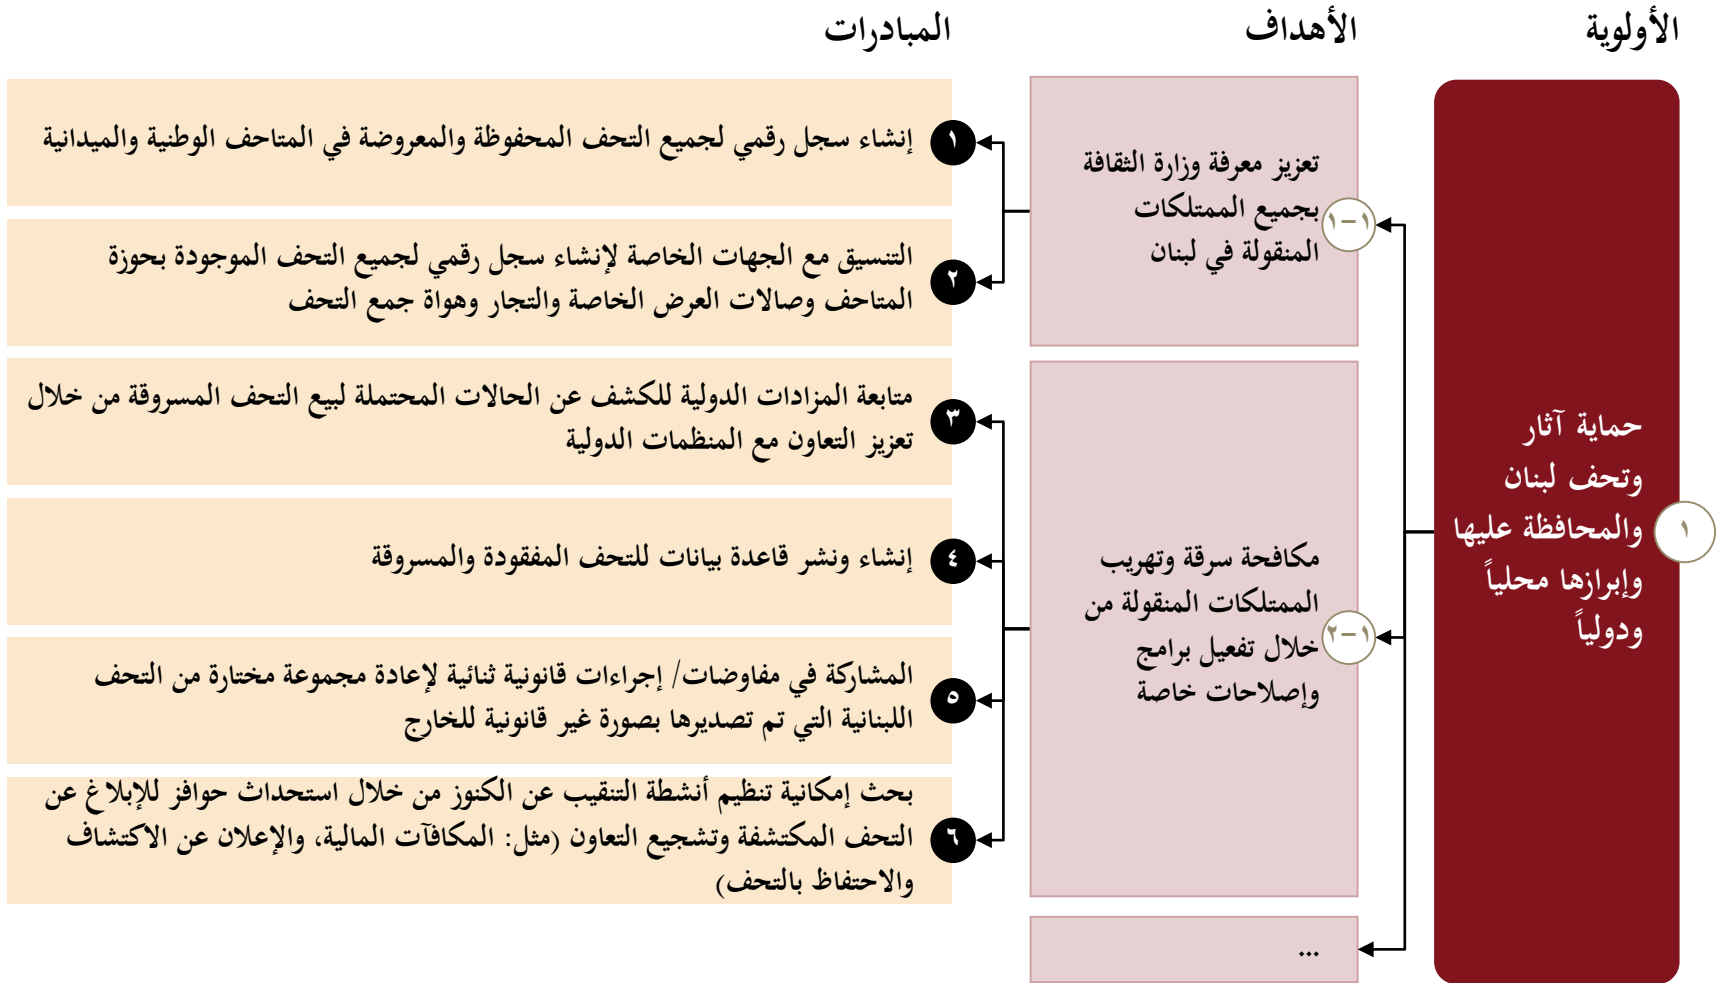 الأولوية
الأهداف
المبادرات
١
حماية آثار
وتحف لبنان
والمحافظة عليها
وإبرازها محلياً
ودولياً
١-١
تعزيز معرفة وزارة الثقافة
بجميع الممتلكات
المنقولة في لبنان
١
إنشاء سجل رقمي لجميع التحف المحفوظة والمعروضة في المتاحف الوطنية والميدانية
٢
التنسيق مع الجهات الخاصة لإنشاء سجل رقمي لجميع التحف الموجودة بحوزة
المتاحف وصالات العرض الخاصة والتجار وهواة جمع التحف
١-٢
مكافحة سرقة وتهريب
الممتلكات المنقولة من
خلال تفعيل برامج
وإصلاحات خاصة
٣
متابعة المزادات الدولية للكشف عن الحالات المحتملة لبيع التحف المسروقة من خلال
تعزيز التعاون مع المنظمات الدولية
٤
إنشاء ونشر قاعدة بيانات للتحف المفقودة والمسروقة
٥
المشاركة في مفاوضات/ إجراءات قانونية ثنائية لإعادة مجموعة مختارة من التحف
اللبنانية التي تم تصديرها بصورة غير قانونية للخارج
٦
بحث إمكانية تنظيم أنشطة التنقيب عن الكنوز من خلال استحداث حوافز للإبلاغ عن
التحف المكتشفة وتشجيع التعاون (مثل: المكافآت المالية، والإعلان عن الاكتشاف
والاحتفاظ بالتحف)
...